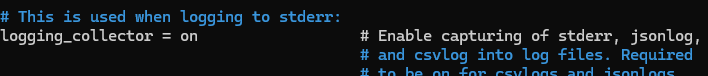 # This is used when logging to stderr:
logging_collector = on                  # Enable capturing of stderr, jsonlog,
                                        # and csvlog into log files. Required
                                        # to be on for csvlogs and jsonlogs